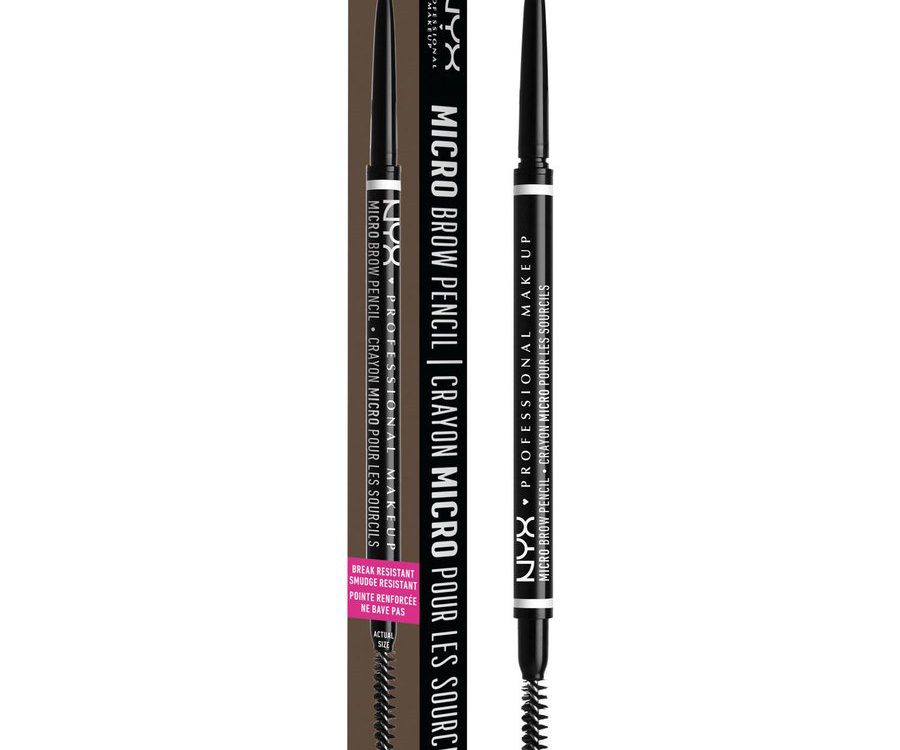 NYX
PROFESSIONAL
MAKEUP
MICRO BROW PENCIL | CRAYON MICRO POUR LES SOURC
NYX PROFESSIONAL MAKEUP
MICRO BROW PENCIL • CRAYON MICRO POUR LES SOURCILS
BREAK RESISTANT
SMUDGE RESISTANT
POINTE RENFORCÉE
NE BAVE PAS
ACTUAL
SIZE
NYX PROFESSIONAL MAKEUP
MICRO BROW PENCIL • CRAYON MICRO POUR LES SOURCILS